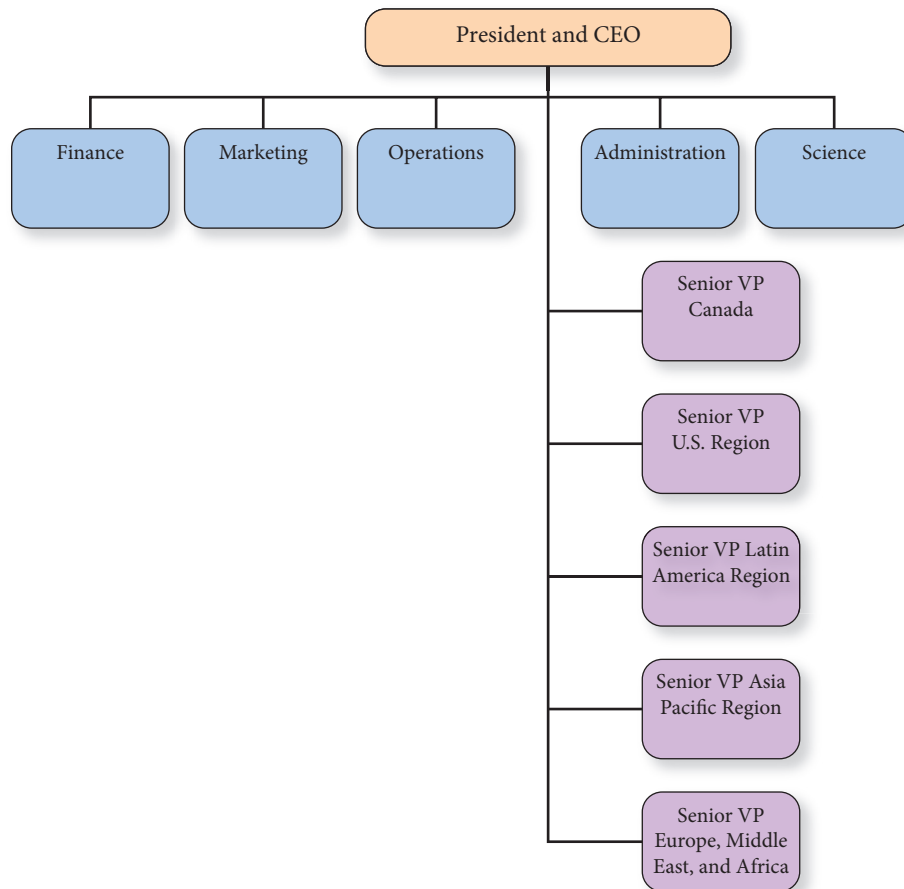 President and CEO
Finance
Marketing
Operations
Administration
Science
Senior VP
Canada
Senior VP
U.S. Region
Senior VP Latin
America Region
Senior VP Asia
Pacific Region
Senior VP
Europe, Middle
East, and Africa